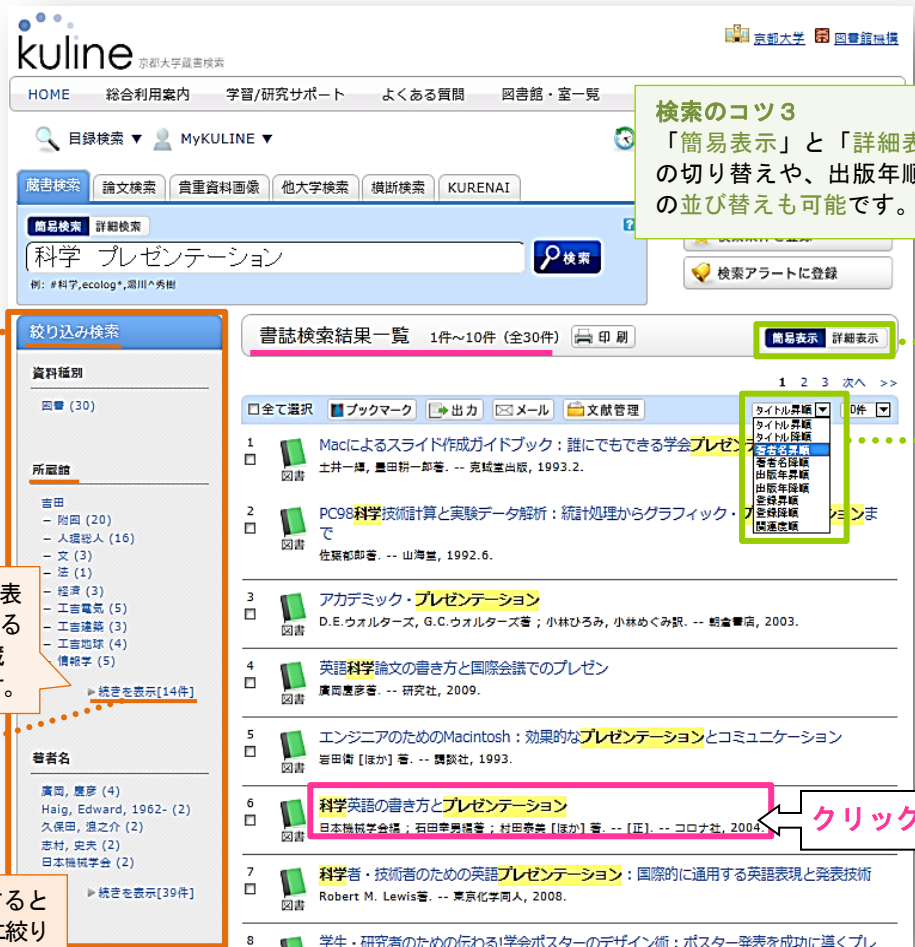 kuline 京都大学蔵書検索
京都大学 図書館機構
HOME 総合利用案内 学習/研究サポート よくある質問 図書館・室一覧
目録検索 ▼ MyKULINE ▼
検索のコツ3
「簡易表示」と「詳細表
の切り替えや、出版年順
の並び替えも可能です。
蔵書検索 論文検索 貴重資料画像 他大学検索 横断検索 KURENAI
簡易検索 詳細検索
科学 プレゼンテーション
検索
例: #科学,ecolog*,湯川^秀樹
検索アラートに登録
絞り込み検索
資料種別
図書 (30)
所蔵館
吉田
− 附図 (20)
− 人環総人 (16)
− 文 (3)
− 法 (1)
− 経済 (3)
− 工吉電気 (5)
− 工吉建築 (3)
− 工吉地球 (4)
情報学 (5)
▶続きを表示[14件]
表
る
す。
著者名
廣岡, 慶彦 (4)
Haig, Edward, 1962- (2)
久保田, 浪之介 (2)
志村, 史夫 (2)
日本機械学会 (2)
▶続きを表示[39件]
すると
に絞り
書誌検索結果一覧 1件～10件 (全30件) 印刷
簡易表示 詳細表示
1 2 3 次へ >>
全て選択 ブックマーク 出力 メール 文献管理
タイトル昇順 0件
タイトル昇順
タイトル降順
著者名昇順
著者名降順
出版年昇順
出版年降順
登録昇順
登録降順
関連度順
1 図書 Macによるスライド作成ガイドブック : 誰にでもできる学会プレゼンテ
土井一輝, 豊田耕一郎著. -- 克誠堂出版, 1993.2.
2 図書 PC98科学技術計算と実験データ解析 : 統計処理からグラフィック・プ ションま
で
佐藤郁郎著. -- 山海堂, 1992.6.
3 図書 アカデミック・プレゼンテーション
D.E.ウォルターズ, G.C.ウォルターズ著 ; 小林ひろみ, 小林めぐみ訳. -- 朝倉書店, 2003.
4 図書 英語科学論文の書き方と国際会議でのプレゼン
廣岡慶彦著. -- 研究社, 2009.
5 図書 エンジニアのためのMacintosh : 効果的なプレゼンテーションとコミュニケーション
岩田衛 [ほか] 著. -- 講談社, 1993.
6 図書 科学英語の書き方とプレゼンテーション
日本機械学会編 ; 石田幸男編著 ; 村田泰美 [ほか] 著. -- [正]. -- コロナ社, 2004.
クリック
7 図書 科学者・技術者のための英語プレゼンテーション : 国際的に通用する英語表現と発表技術
Robert M. Lewis著. -- 東京化学同人, 2008.
8 学生・研究者のための伝わる!学会ポスターのデザイン術 : ポスター発表を成功に導くプレ